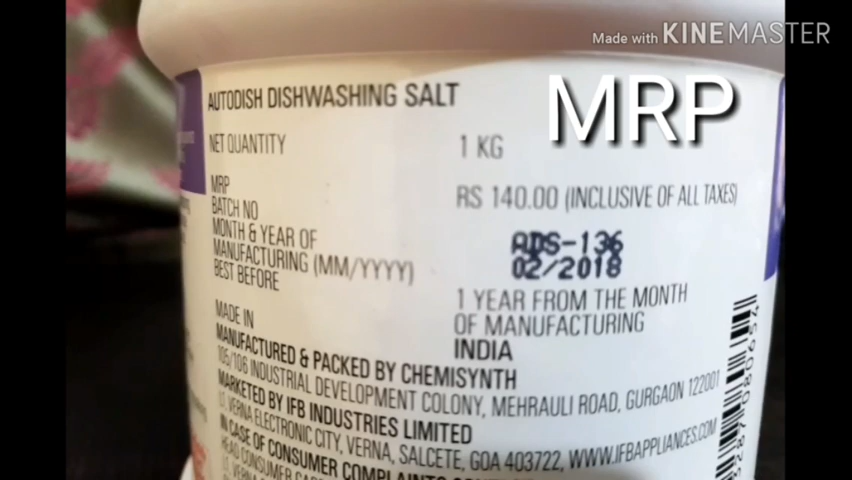 Made with KINEMASTER
MRP
AUTODISH DISHWASHING SALT
NET QUANTITY 1 KG
MRP RS 140.00 (INCLUSIVE OF ALL TAXES)
BATCH NO ADS-136
MONTH & YEAR OF
MANUFACTURING (MM/YYYY) 02/2018
BEST BEFORE 1 YEAR FROM THE MONTH
OF MANUFACTURING
MADE IN INDIA
MANUFACTURED & PACKED BY CHEMISYNTH
105/106 INDUSTRIAL DEVELOPMENT COLONY, MEHRAULI ROAD, GURGAON 122001
MARKETED BY IFB INDUSTRIES LIMITED
VERNA ELECTRONIC CITY, VERNA, SALCETE, GOA 403722, WWW.IFBAPPLIANCES.COM
IN CASE OF CONSUMER COMPLAINTS
HEAD CONSUMER
VERNA